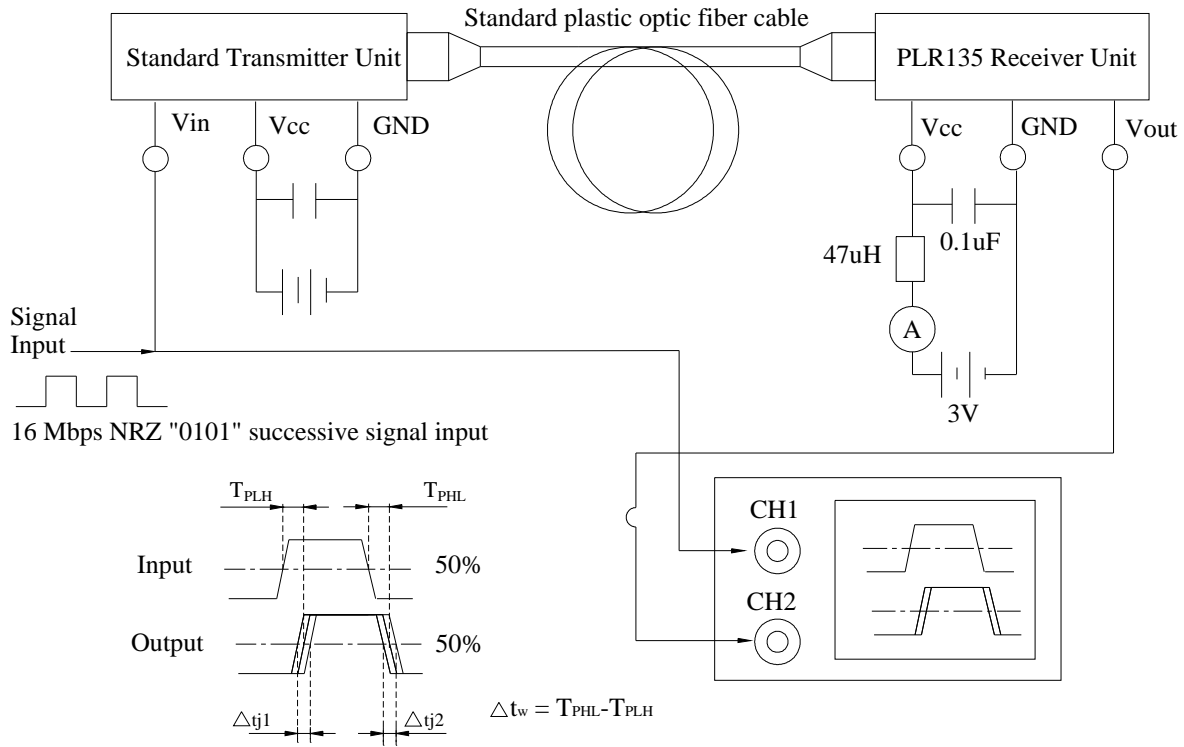 Standard plastic optic fiber cable
Standard Transmitter Unit
PLR135 Receiver Unit
Vin
Vcc
GND
Vcc
GND
Vout
47uH
0.1uF
A
3V
Signal
Input
16 Mbps NRZ "0101" successive signal input
TPLH
TPHL
Input
50%
Output
50%
△tj1
△tj2
△tw = TPHL-TPLH
CH1
CH2